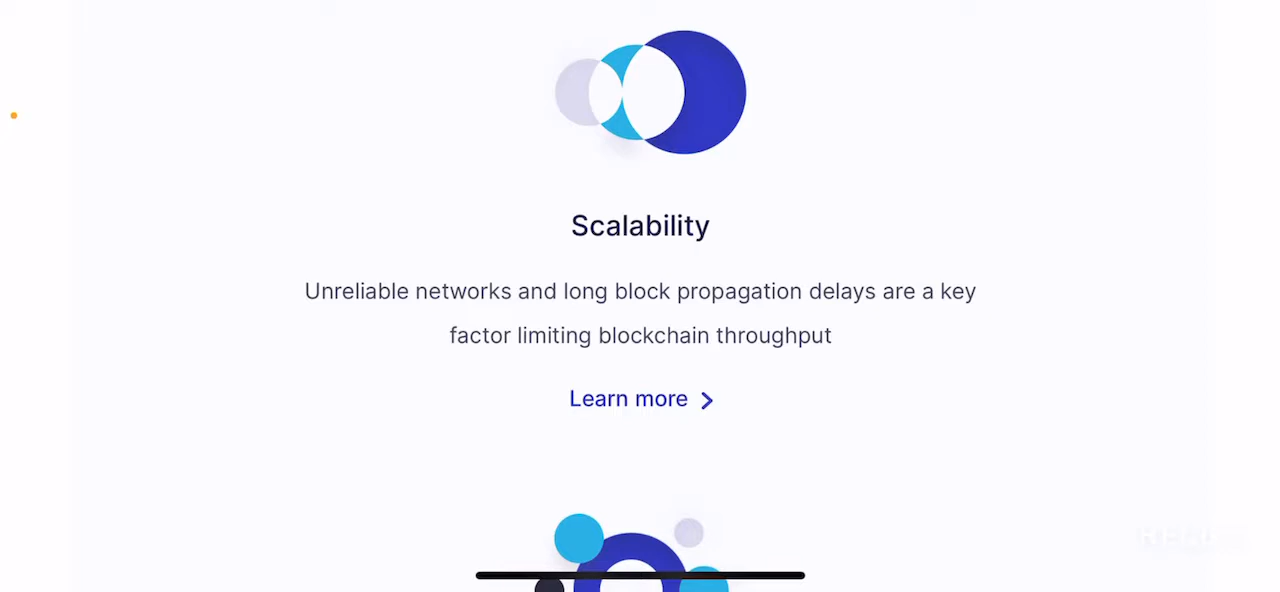 Scalability
Unreliable networks and long block propagation delays are a key
factor limiting blockchain throughput
Learn more